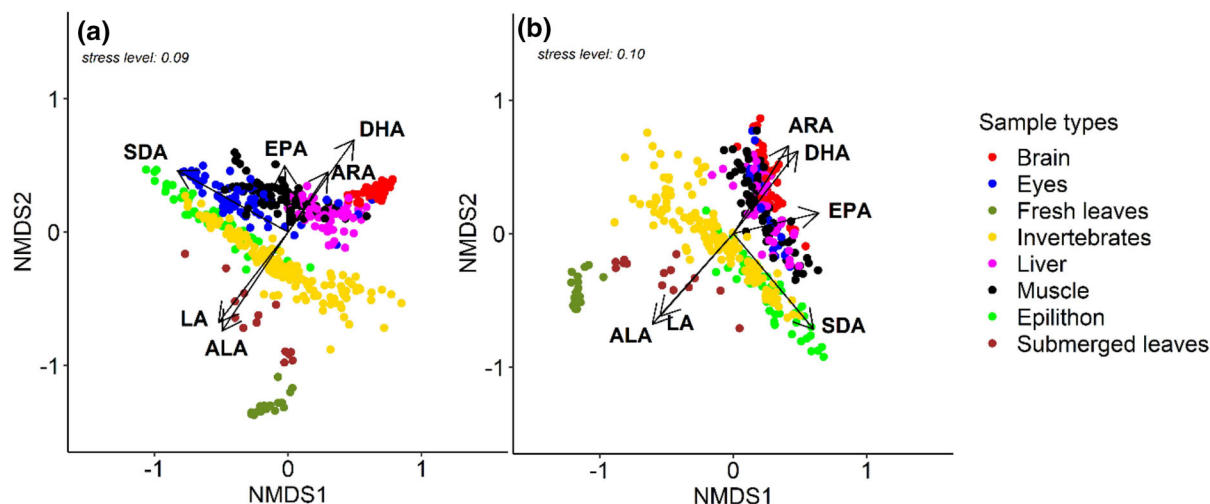 (a)
stress level: 0.09
SDA
EPA
DHA
ARA
LA
ALA
NMDS2
1
0
-1
-1
0
1
NMDS1
(b)
stress level: 0.10
ARA
DHA
EPA
ALA
LA
SDA
NMDS2
1
0
-1
-1
0
1
NMDS1
Sample types
Brain
Eyes
Fresh leaves
Invertebrates
Liver
Muscle
Epilithon
Submerged leaves